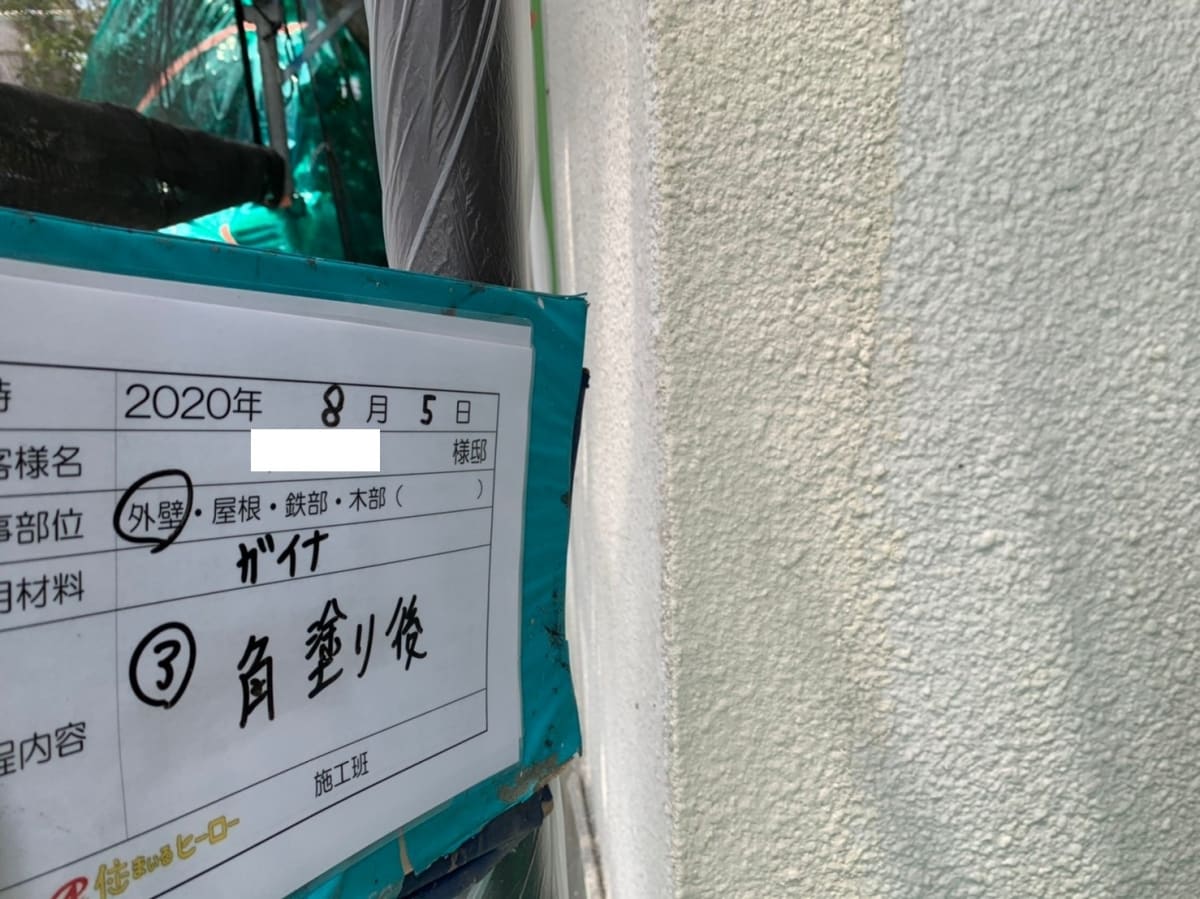 時 2020年 8月 5日
客様名 様邸
事部位 外壁・屋根・鉄部・木部( )
用材料 ガイナ
程内容 ③ 角塗り後
施工班
住まいるヒーロー